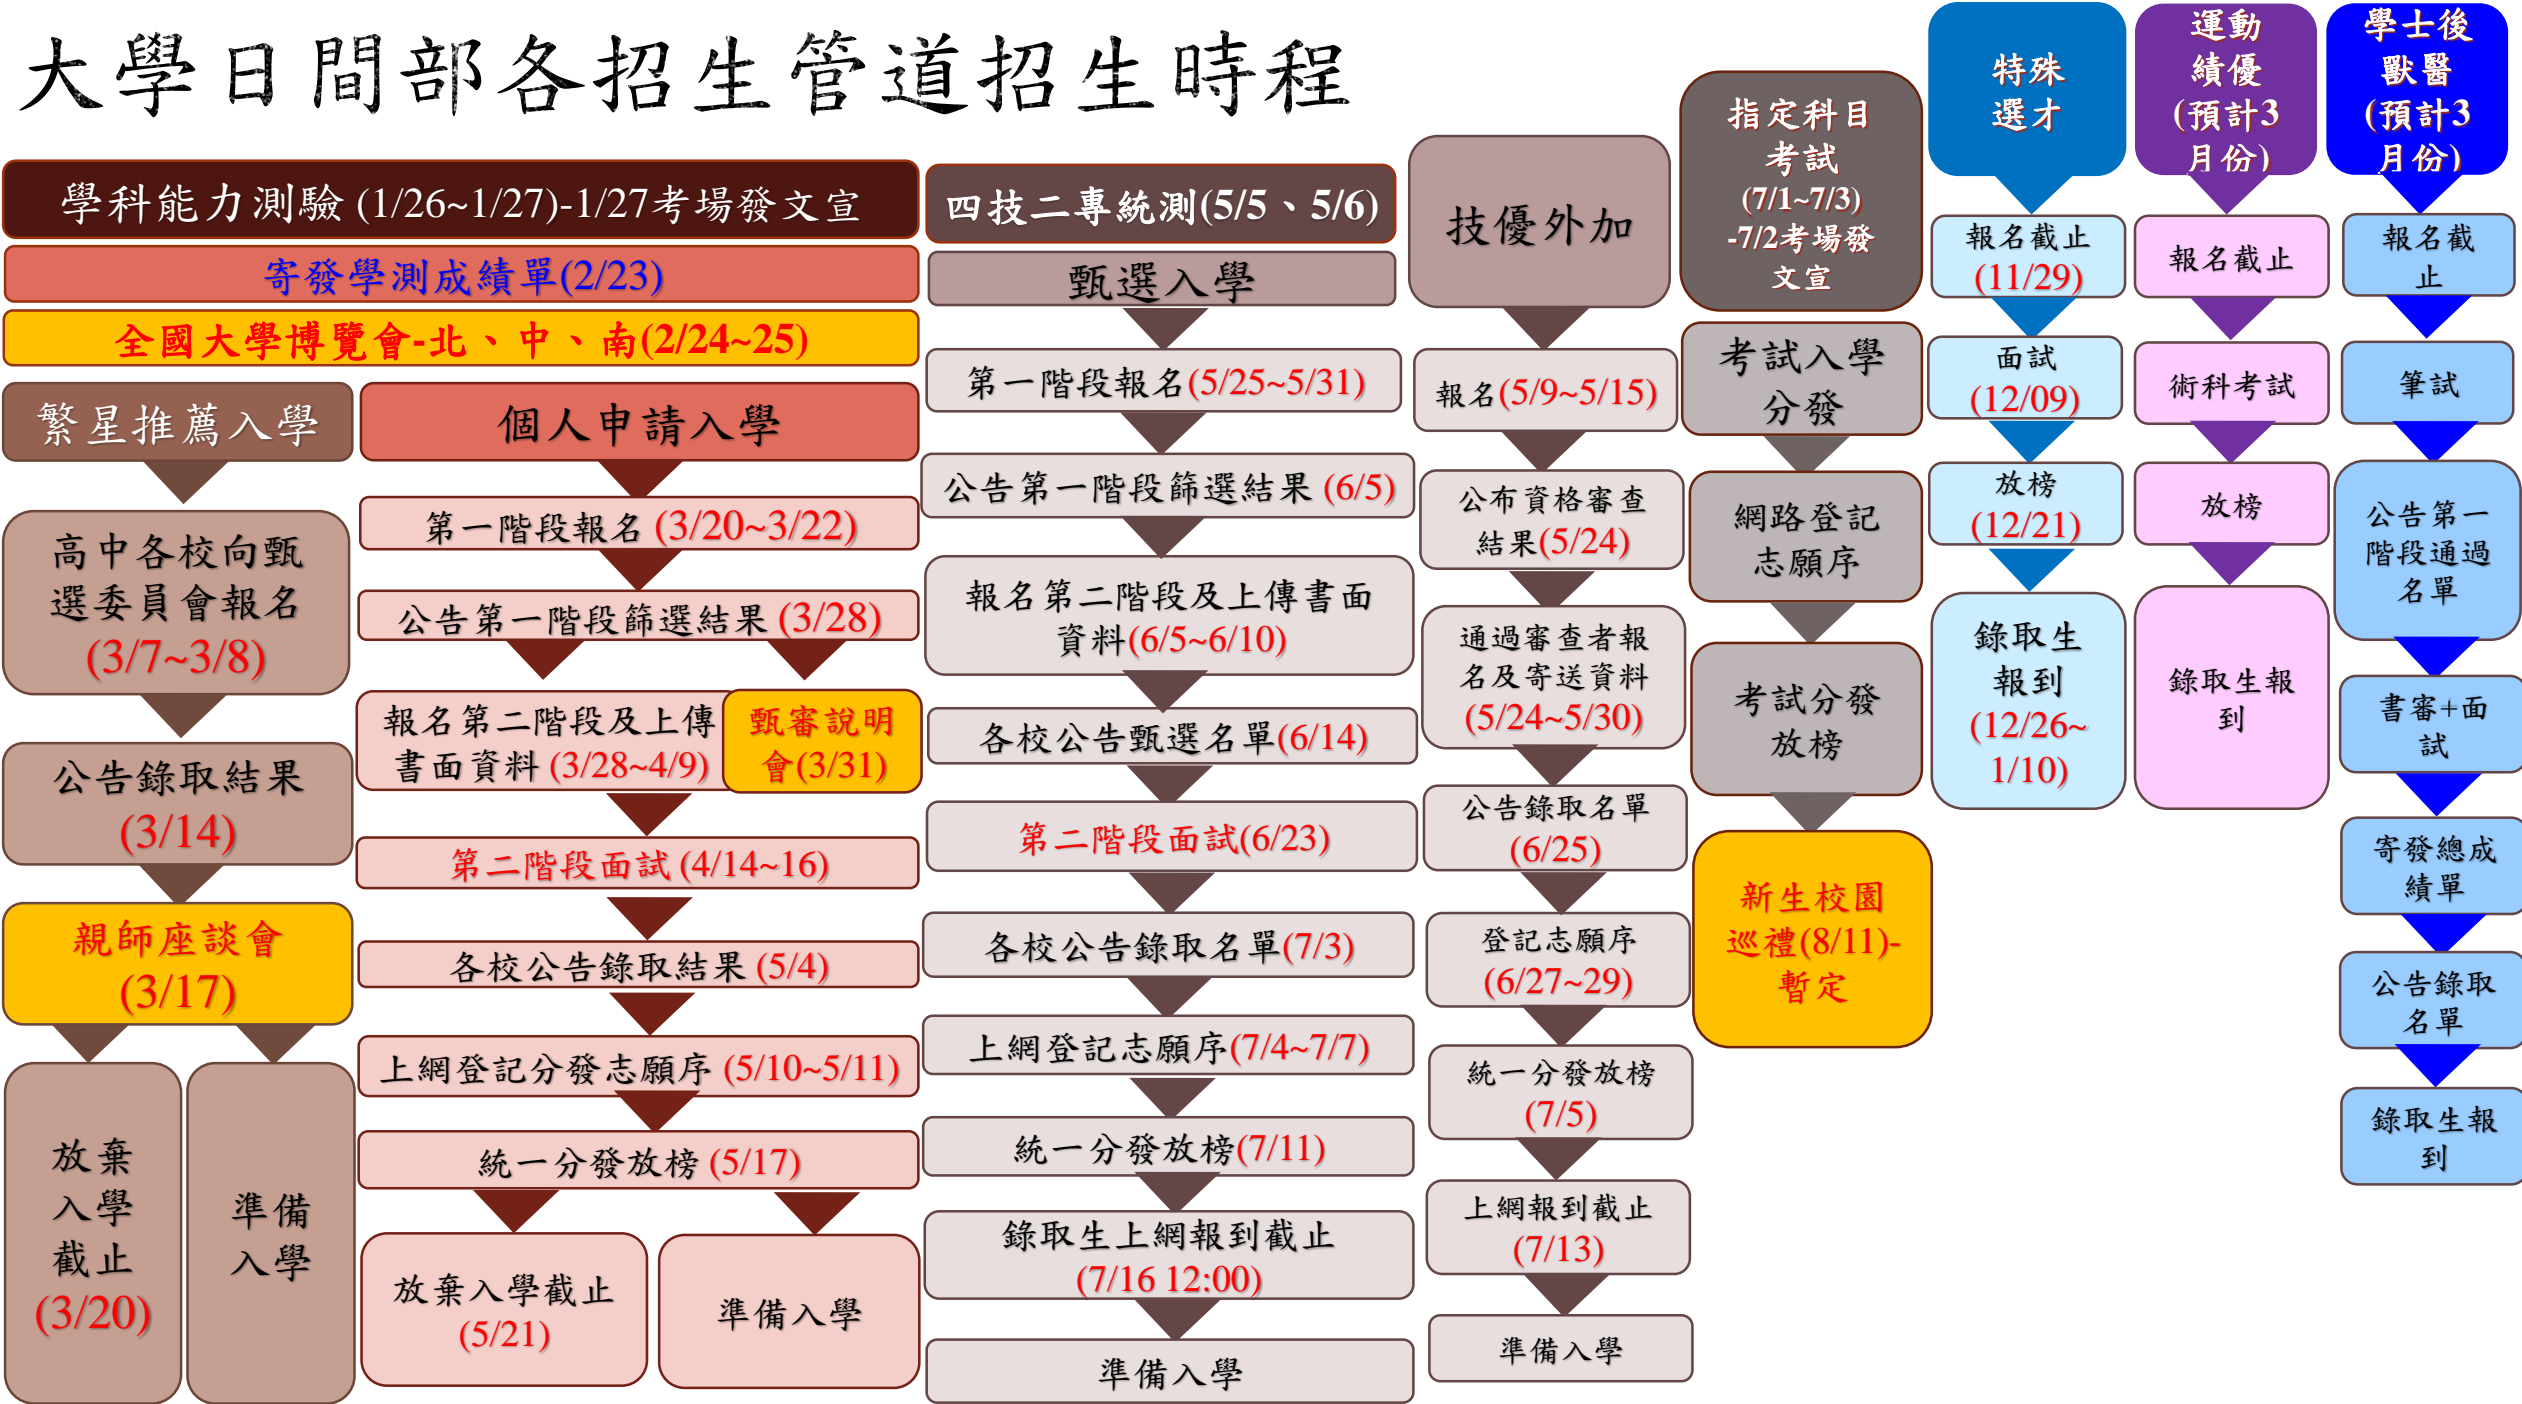 大學日間部各招生管道招生時程
學科能力測驗 (1/26~1/27)-1/27考場發文宣
寄發學測成績單(2/23)
全國大學博覽會-北、中、南(2/24~25)
繁星推薦入學
高中各校向甄
選委員會報名
(3/7~3/8)
公告錄取結果
(3/14)
親師座談會
(3/17)
放棄
入學
截止
(3/20)
準備
入學
個人申請入學
第一階段報名 (3/20~3/22)
公告第一階段篩選結果 (3/28)
報名第二階段及上傳
書面資料 (3/28~4/9)
甄審說明
會(3/31)
第二階段面試 (4/14~16)
各校公告錄取結果 (5/4)
上網登記分發志願序 (5/10~5/11)
統一分發放榜 (5/17)
放棄入學截止
(5/21)
準備入學
四技二專統測(5/5、5/6)
甄選入學
第一階段報名(5/25~5/31)
公告第一階段篩選結果 (6/5)
報名第二階段及上傳書面
資料(6/5~6/10)
各校公告甄選名單(6/14)
第二階段面試(6/23)
各校公告錄取名單(7/3)
上網登記志願序(7/4~7/7)
統一分發放榜(7/11)
錄取生上網報到截止
(7/16 12:00)
準備入學
技優外加
報名(5/9~5/15)
公布資格審查
結果(5/24)
通過審查者報
名及寄送資料
(5/24~5/30)
公告錄取名單
(6/25)
登記志願序
(6/27~29)
統一分發放榜
(7/5)
上網報到截止
(7/13)
準備入學
指定科目
考試
(7/1~7/3)
-7/2考場發
文宣
考試入學
分發
網路登記
志願序
考試分發
放榜
新生校園
巡禮(8/11)-
暫定
特殊
選才
報名截止
(11/29)
面試
(12/09)
放榜
(12/21)
錄取生
報到
(12/26~
1/10)
運動
績優
(預計3
月份)
報名截止
術科考試
放榜
錄取生報
到
學士後
獸醫
(預計3
月份)
報名截
止
筆試
公告第一
階段通過
名單
書審+面
試
寄發總成
績單
公告錄取
名單
錄取生報
到